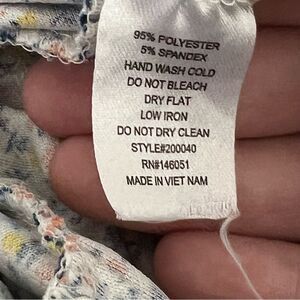 95% POLYESTER
5% SPANDEX
HAND WASH COLD
DO NOT BLEACH
DRY FLAT
LOW IRON
DO NOT DRY CLEAN
STYLE#200040
RN#146051
MADE IN VIET NAM